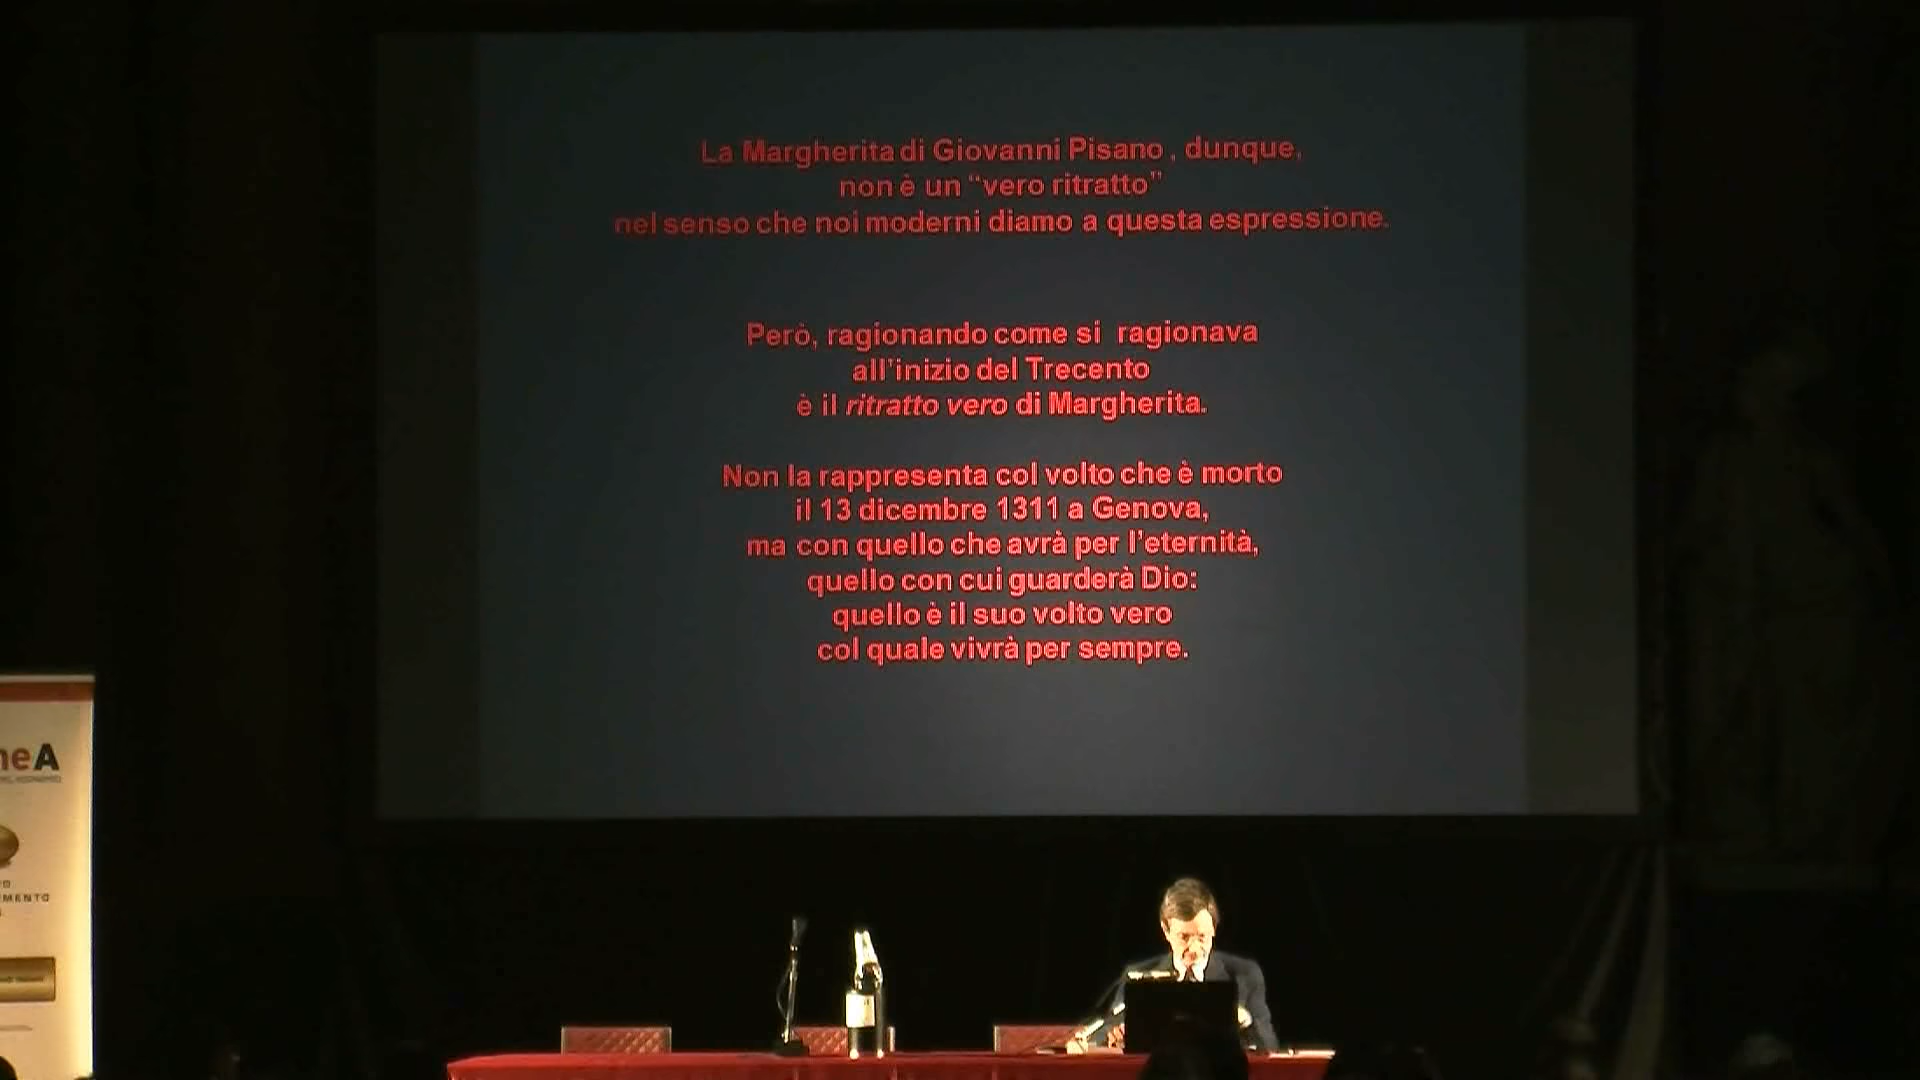 La Margherita di Giovanni Pisano , dunque,
non è un “vero ritratto”
nel senso che noi moderni diamo a questa espressione.
Però, ragionando come si ragionava
all’inizio del Trecento
è il ritratto vero di Margherita.
Non la rappresenta col volto che è morto
il 13 dicembre 1311 a Genova,
ma con quello che avrà per l’eternità,
quello con cui guarderà Dio:
quello è il suo volto vero
col quale vivrà per sempre.
neA